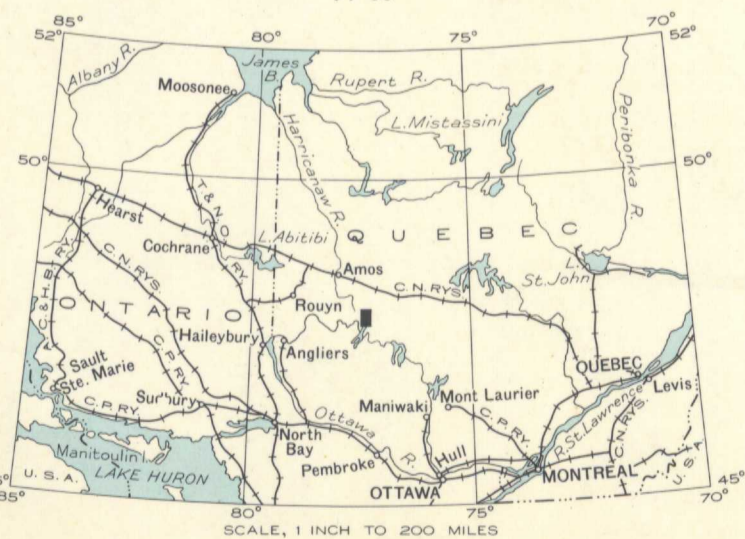 85°
80°
75°
70°
52°
52°
Albany R.
James
B.
Moosonee
Rupert R.
L. Mistassini
Peribonka R.
Harricanaw R.
50°
50°
Hearst
T. & N.O. RY.
Cochrane
L. Abitibi
QUEBEC
L.
St. John
C.N. RYS.
Amos
C.N. RYS.
A.C. & H.B. RY.
ONTARIO
Rouyn
C.P. RY.
Haileybury
Angliers
Sault
Ste. Marie
QUEBEC
Levis
C.P. RY.
Sudbury
Maniwaki
Mont Laurier
C.P. RY.
R. St. Lawrence
C.N. RYS.
North
Bay
Ottawa
R.
Manitoulin I.
LAKE HURON
Pembroke
Hull
MONTREAL
U.S.A.
U.S.A.
OTTAWA
85°
80°
75°
70°
45°
SCALE, 1 INCH TO 200 MILES